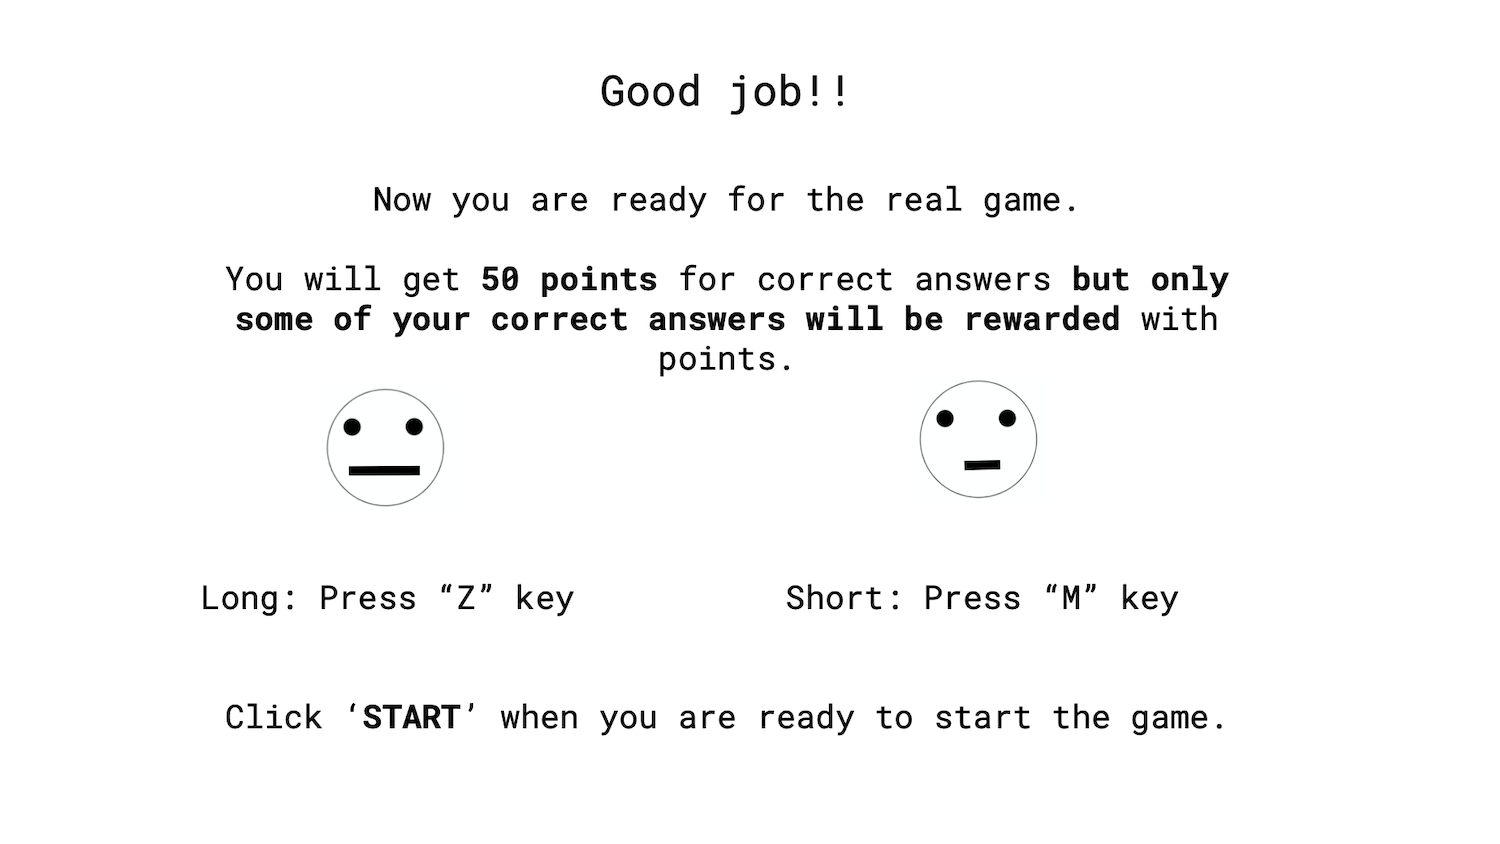 Good job!!
Now you are ready for the real game.
You will get 50 points for correct answers but only
some of your correct answers will be rewarded with
points.
Long: Press “Z” key
Short: Press “M” key
Click ‘START’ when you are ready to start the game.